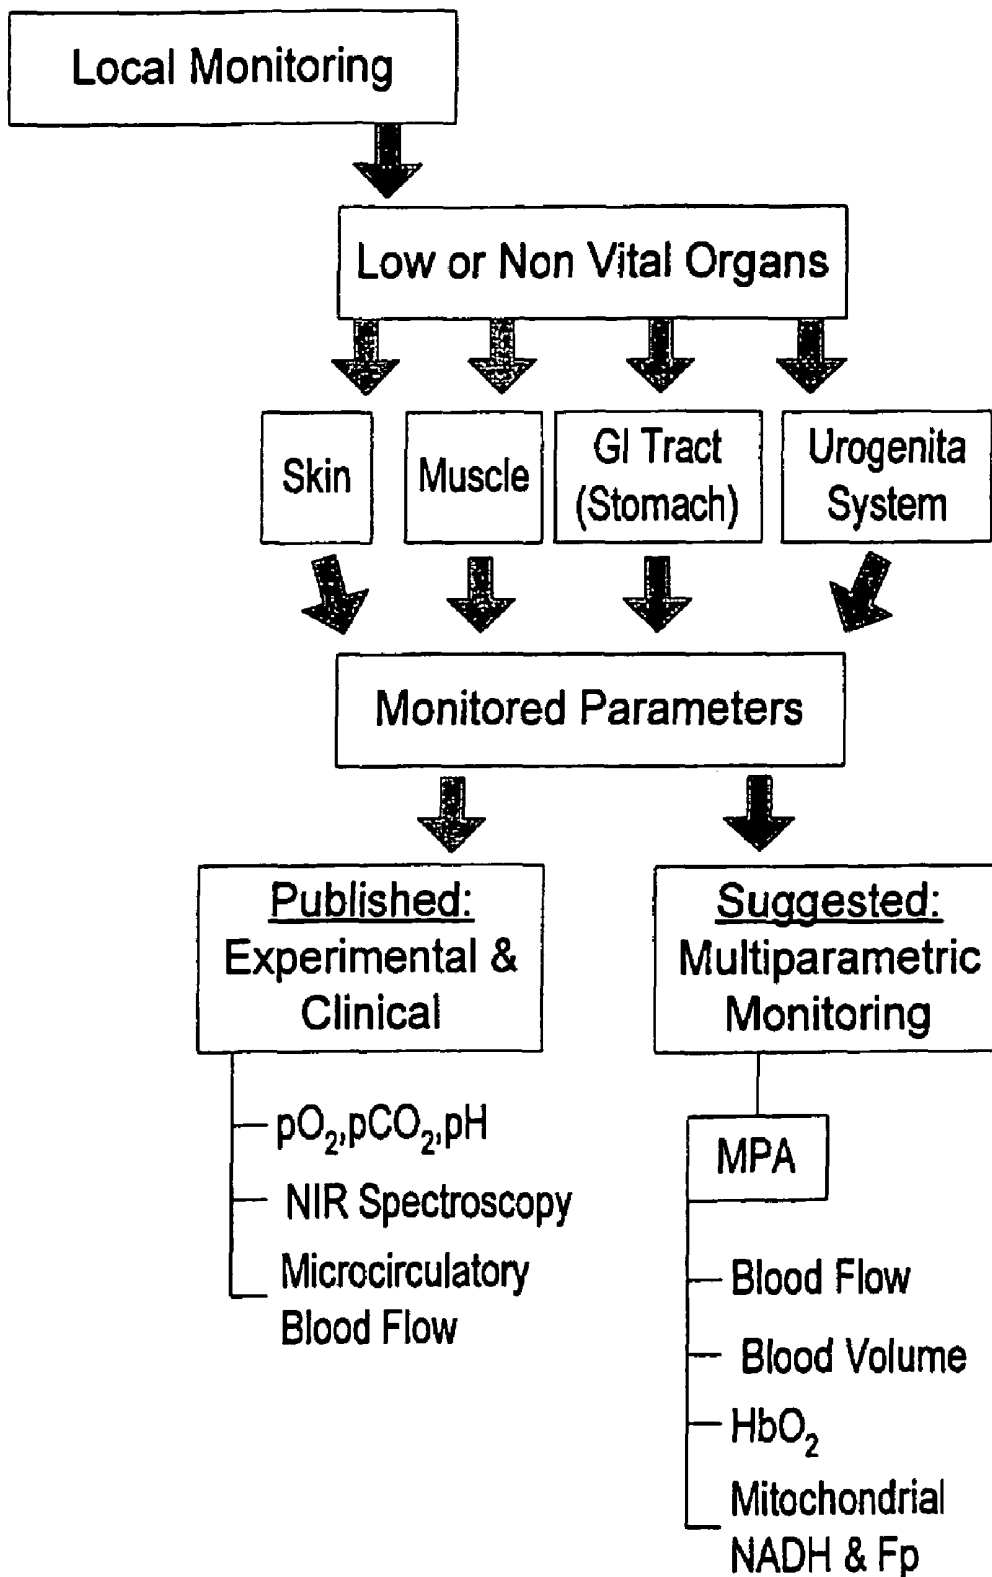 Local Monitoring
Low or Non Vital Organs
Skin
Muscle
GI Tract
(Stomach)
Urogenita
System
Monitored Parameters
Published:
Experimental &
Clinical
pO₂,pCO₂,pH
NIR Spectroscopy
Microcirculatory
Blood Flow
Suggested:
Multiparametric
Monitoring
MPA
Blood Flow
Blood Volume
HbO₂
Mitochondrial
NADH & Fp